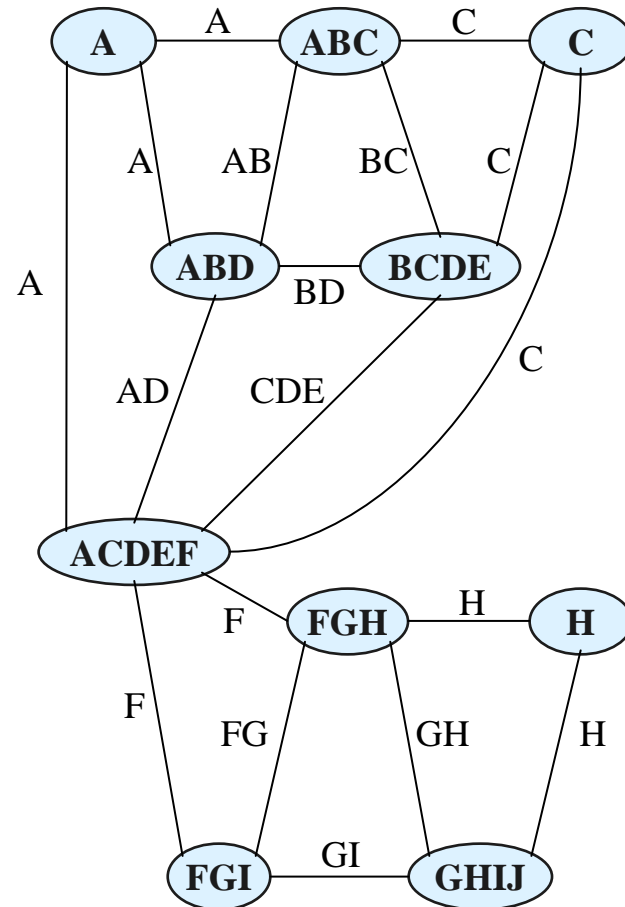 A A ABC C C
A AB BC C
A ABD BD BCDE
AD CDE C
ACDEF
F FGH H H
F FG GH H
FGI GI GHIJ